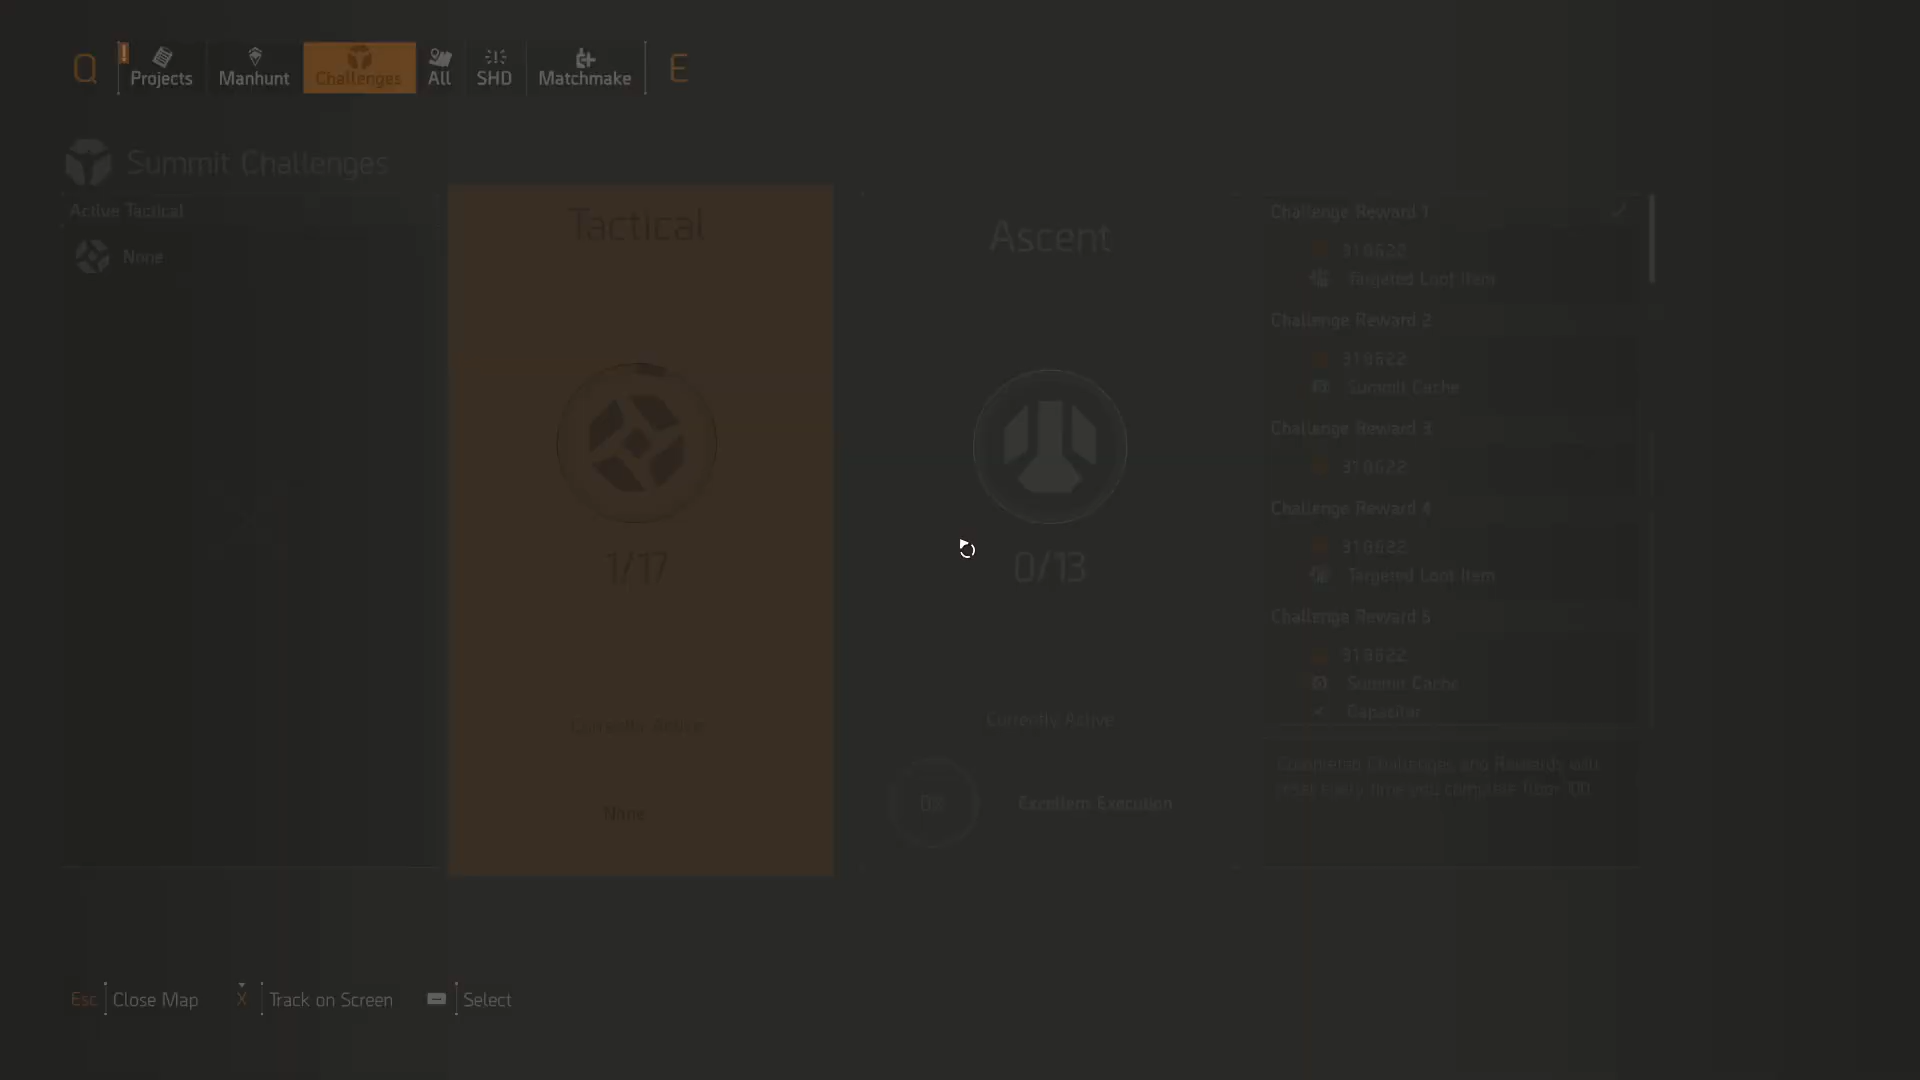 Q
Projects
Manhunt
Challenges
All
SHD
Matchmake
E
Summit Challenges
Active Tactical
None
Tactical
1/17
Currently Active
None
Ascent
0/13
Currently Active
0%
Excellent Execution
Challenge Reward 1
Targeted Loot Item
Challenge Reward 2
Summit Cache
Challenge Reward 3
Challenge Reward 4
Targeted Loot Item
Challenge Reward 5
Summit Cache
Capacitor
Completed Challenges and Rewards will
reset every time you complete floor 100
Esc Close Map
X Track on Screen
Select